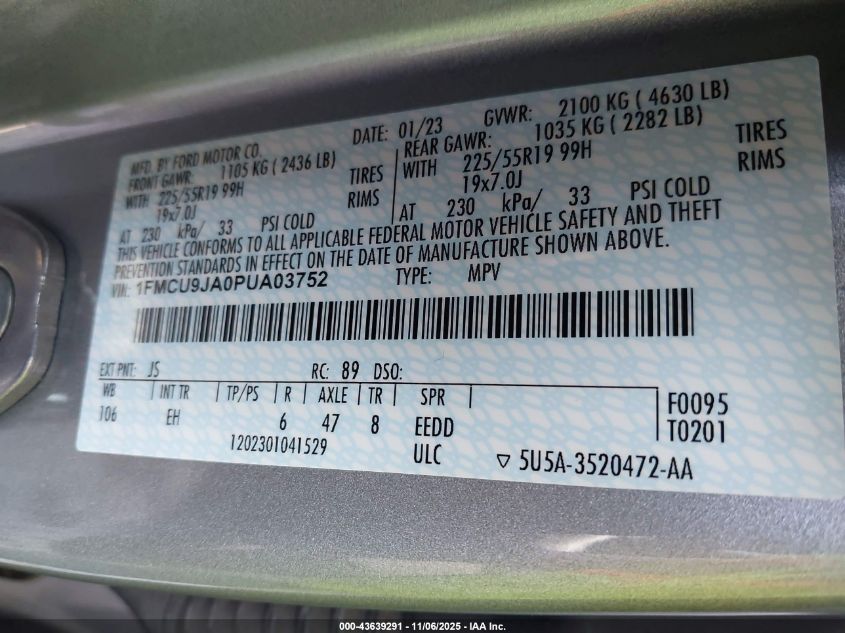 MFD. BY FORD MOTOR CO. DATE: 01/23 GVWR: 2100 KG ( 4630 LB)
FRONT GAWR: 1105 KG ( 2436 LB) REAR GAWR: 1035 KG ( 2282 LB)
WITH 225/55R19 99H TIRES WITH 225/55R19 99H TIRES
19x7.0J RIMS 19x7.0J RIMS
AT 230 kPa/ 33 PSI COLD AT 230 kPa/ 33 PSI COLD
THIS VEHICLE CONFORMS TO ALL APPLICABLE FEDERAL MOTOR VEHICLE SAFETY AND THEFT
PREVENTION STANDARDS IN EFFECT ON THE DATE OF MANUFACTURE SHOWN ABOVE.
VIN: 1FMCU9JA0PUA03752 TYPE: MPV
EXT PNT: JS RC: 89 DSO:
WB INT TR TP/PS R AXLE TR SPR F0095
106 EH 6 47 8 EEDD T0201
1202301041529 ULC ▽ 5U5A-3520472-AA
000-43639291 - 11/06/2025 - IAA Inc.